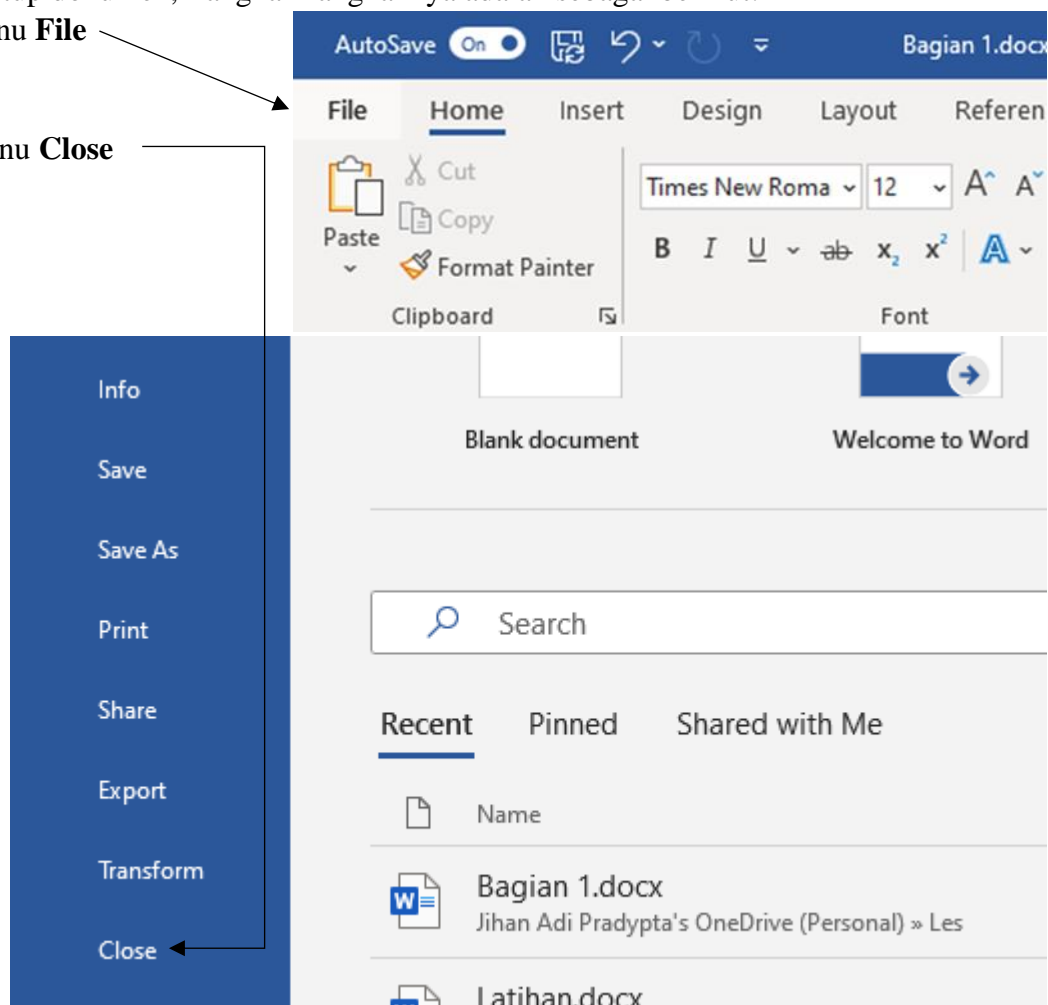 nu File
AutoSave On Bagian 1.docx
File Home Insert Design Layout Referen
nu Close
Cut
Times New Roma 12 A A
Copy
Paste
B I U ab x2 x2 A
Format Painter
Clipboard Font
Info
Save
Save As
Print
Share
Export
Transform
Close
Blank document Welcome to Word
Search
Recent Pinned Shared with Me
Name
Bagian 1.docx
Jihan Adi Pradypta's OneDrive (Personal) » Les
Latihan.docx